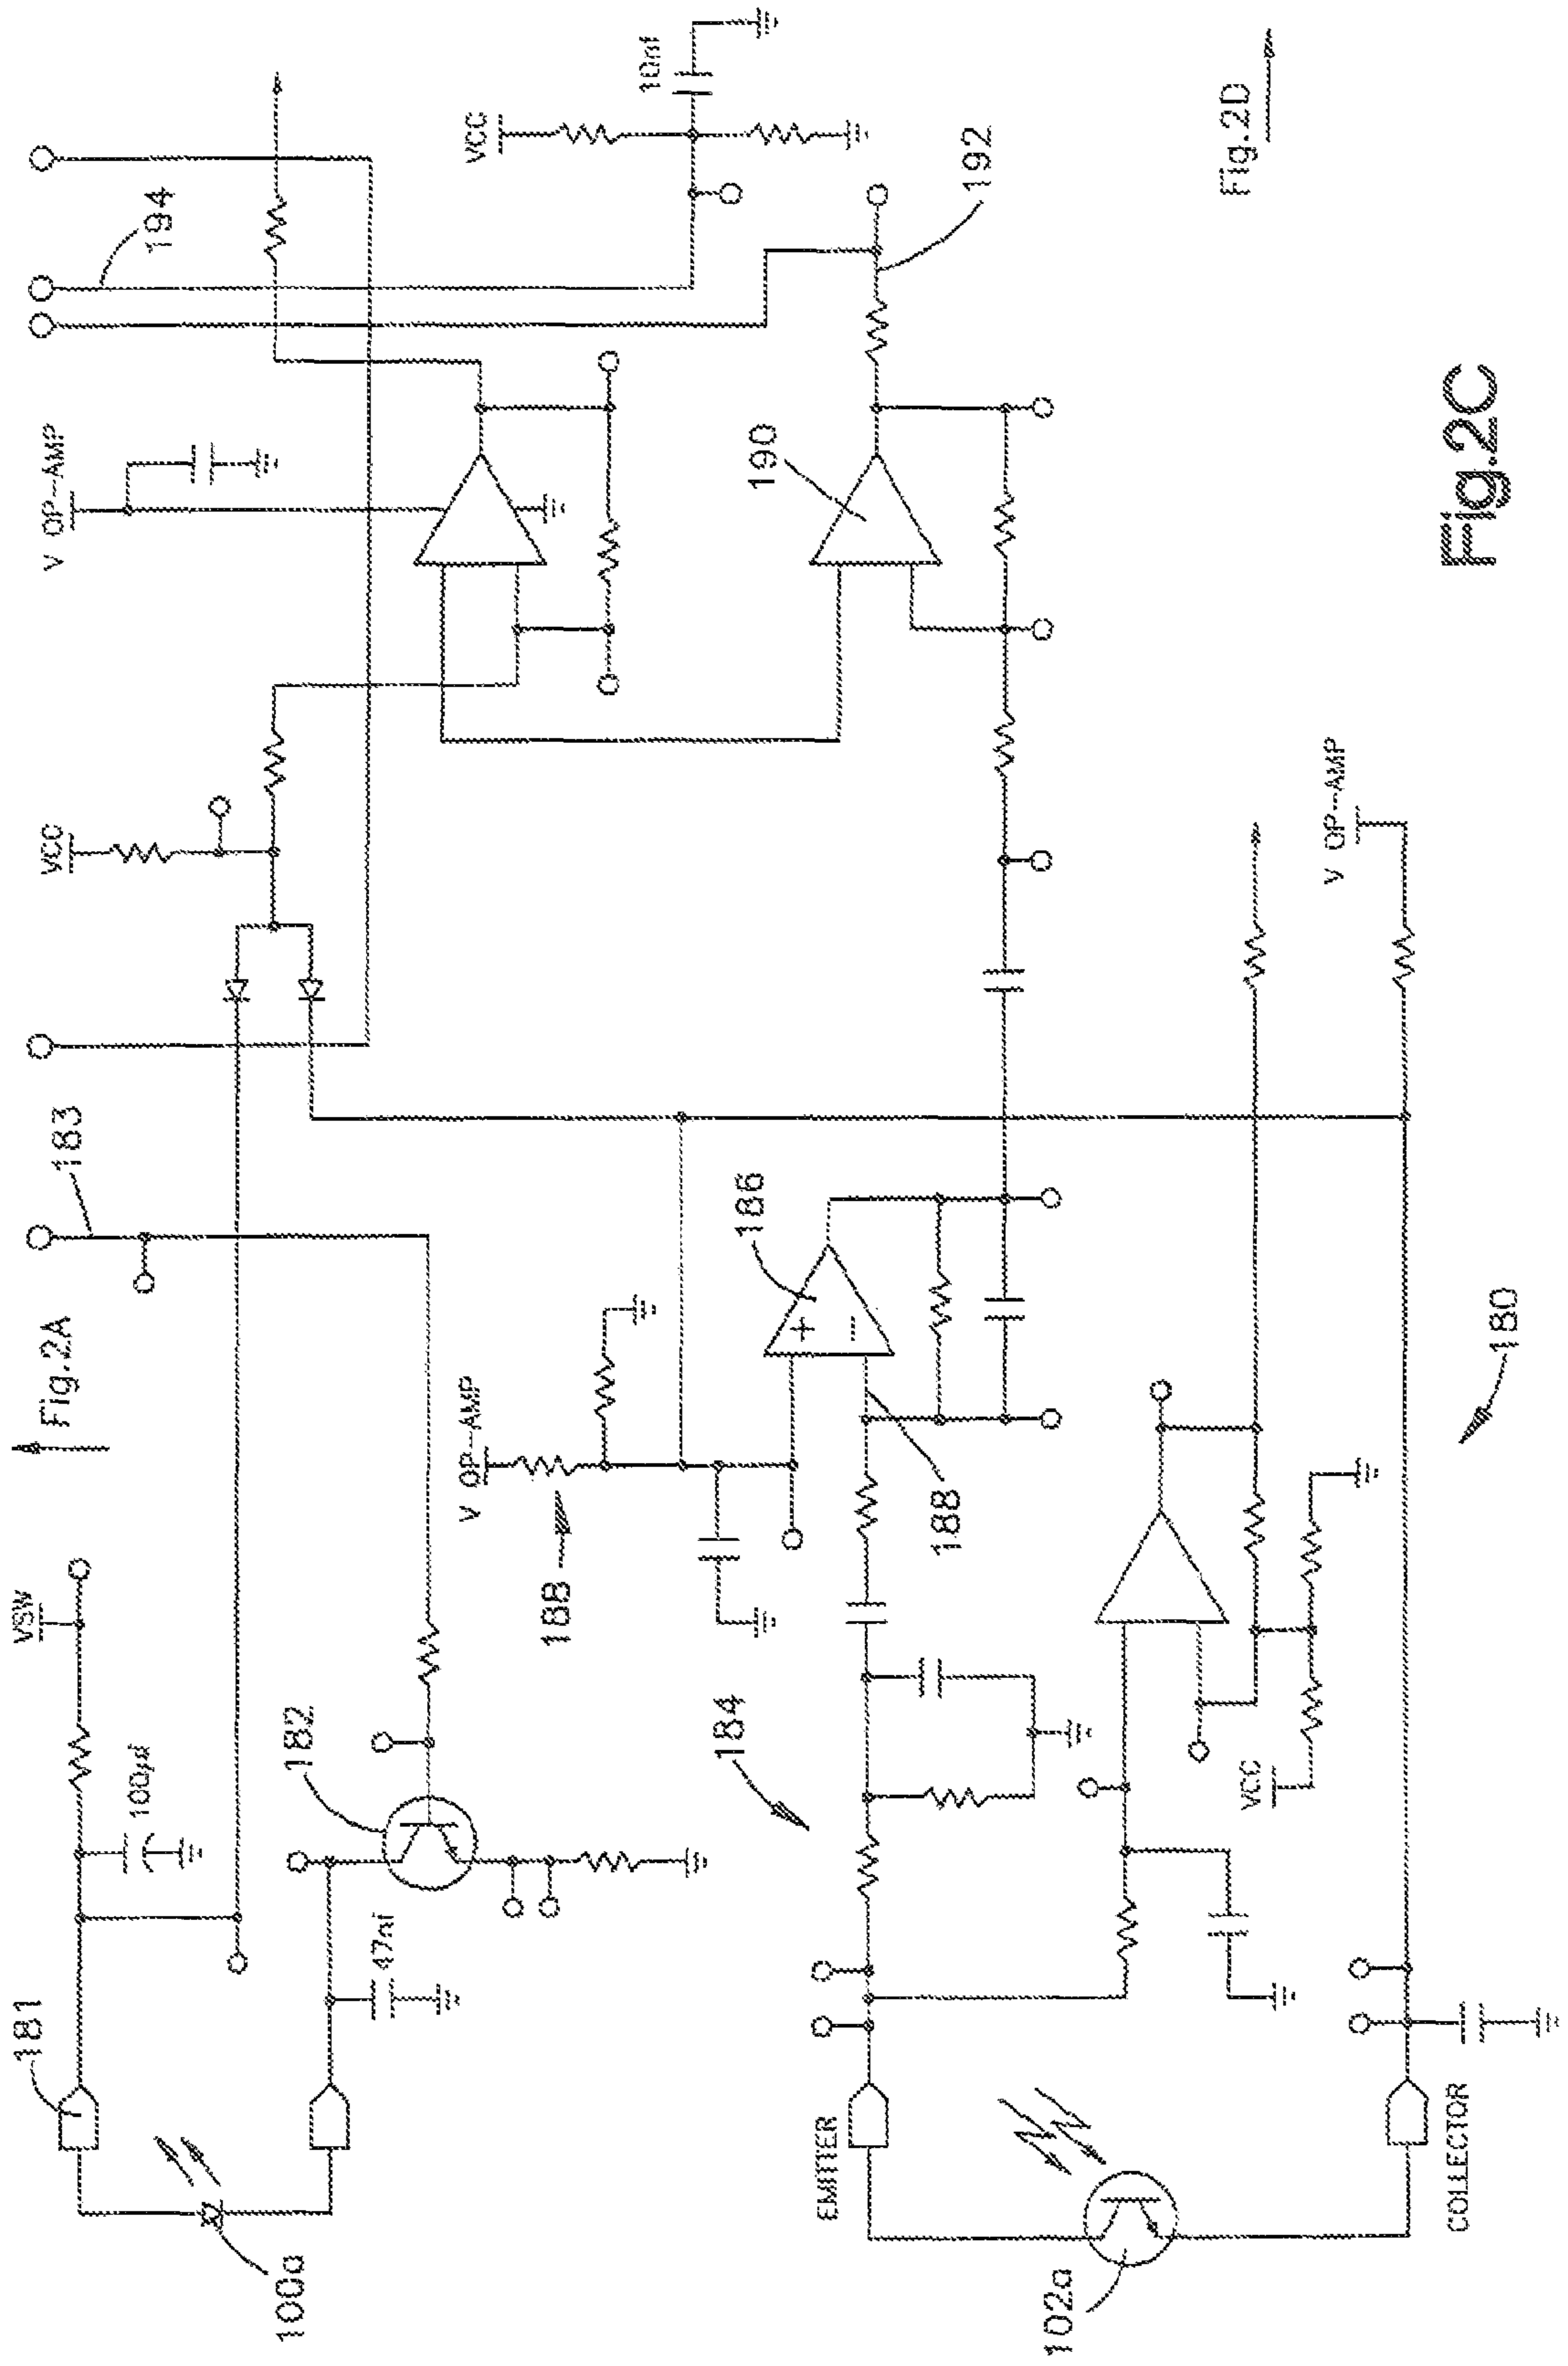 Fig.2A
183
194
VSW
VCC
V OP-AMP
181
100µf
47nf
182
100a
V OP-AMP
188
186
188
190
192
VCC
10nf
184
VCC
EMITTER
102a
COLLECTOR
V OP-AMP
180
Fig.2D
Fig.2C